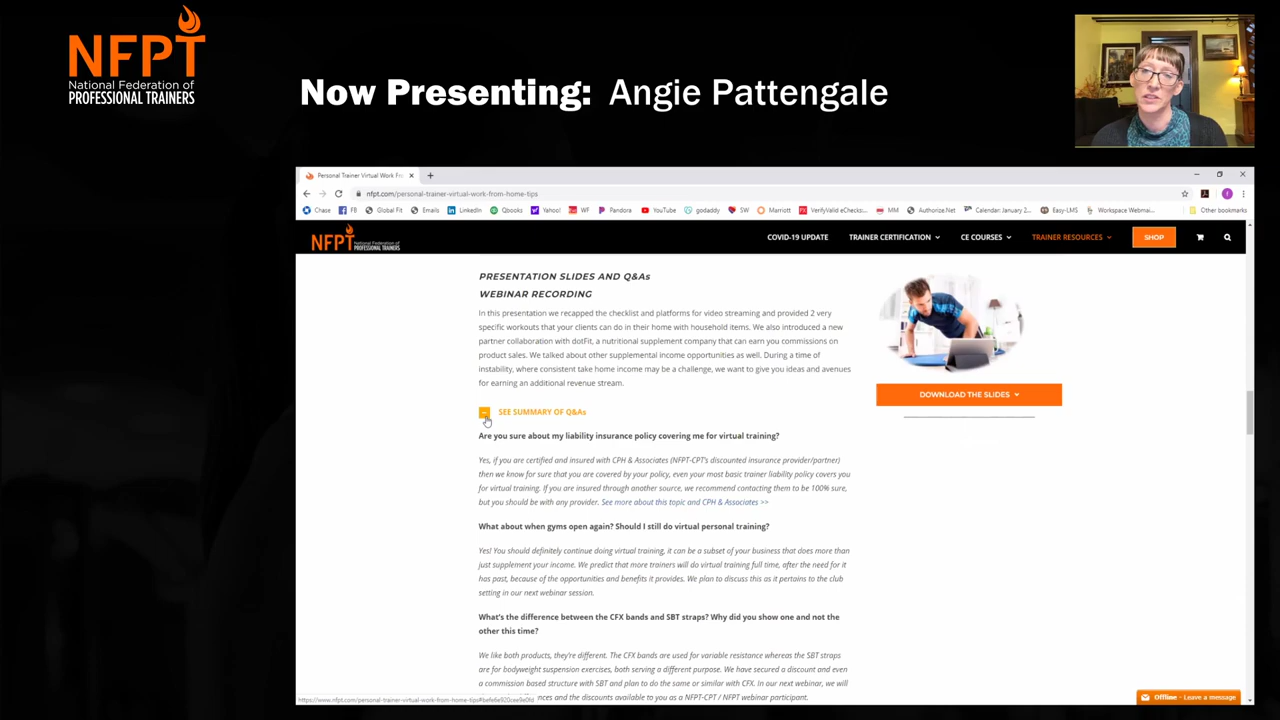 NFPT
National Federation of
PROFESSIONAL TRAINERS
Now Presenting: Angie Pattengale
Personal Trainer Virtual Work Fr
nfpt.com/personal-trainer-virtual-work-from-home-tips
Chase FB Global Fit Emails LinkedIn Qbooks Yahoo! WF Pandora YouTube godaddy SW Marriott VerifyValid eChecks:... MM Authorize.Net Calendar: January 2... Easy-LMS Workspace Webmai... Other bookmarks
NFPT National Federation of
PROFESSIONAL TRAINERS
COVID-19 UPDATE TRAINER CERTIFICATION CE COURSES TRAINER RESOURCES SHOP
PRESENTATION SLIDES AND Q&As
WEBINAR RECORDING
In this presentation we recapped the checklist and platforms for video streaming and provided 2 very
specific workouts that your clients can do in their home with household items. We also introduced a new
partner collaboration with dotFit, a nutritional supplement company that can earn you commissions on
product sales. We talked about other supplemental income opportunities as well. During a time of
instability, where consistent take home income may be a challenge, we want to give you ideas and avenues
for earning an additional revenue stream.
DOWNLOAD THE SLIDES
SEE SUMMARY OF Q&As
Are you sure about my liability insurance policy covering me for virtual training?
Yes, if you are certified and insured with CPH & Associates (NFPT-CPT's discounted insurance provider/partner)
then we know for sure that you are covered by your policy, even your most basic trainer liability policy covers you
for virtual training. If you are insured through another source, we recommend contacting them to be 100% sure,
but you should be with any provider. See more about this topic and CPH & Associates >>
What about when gyms open again? Should I still do virtual personal training?
Yes! You should definitely continue doing virtual training, it can be a subset of your business that does more than
just supplement your income. We predict that more trainers will do virtual training full time, after the need for it
has past, because of the opportunities and benefits it provides. We plan to discuss this as it pertains to the club
setting in our next webinar session.
What's the difference between the CFX bands and SBT straps? Why did you show one and not the
other this time?
We like both products, they're different. The CFX bands are used for variable resistance whereas the SBT straps
are for bodyweight suspension exercises, both serving a different purpose. We have secured a discount and even
a commission based structure with SBT and plan to do the same or similar with CFX. In our next webinar, we will
nces and the discounts available to you as a NFPT-CPT / NFPT webinar participant.
Offline - Leave a message